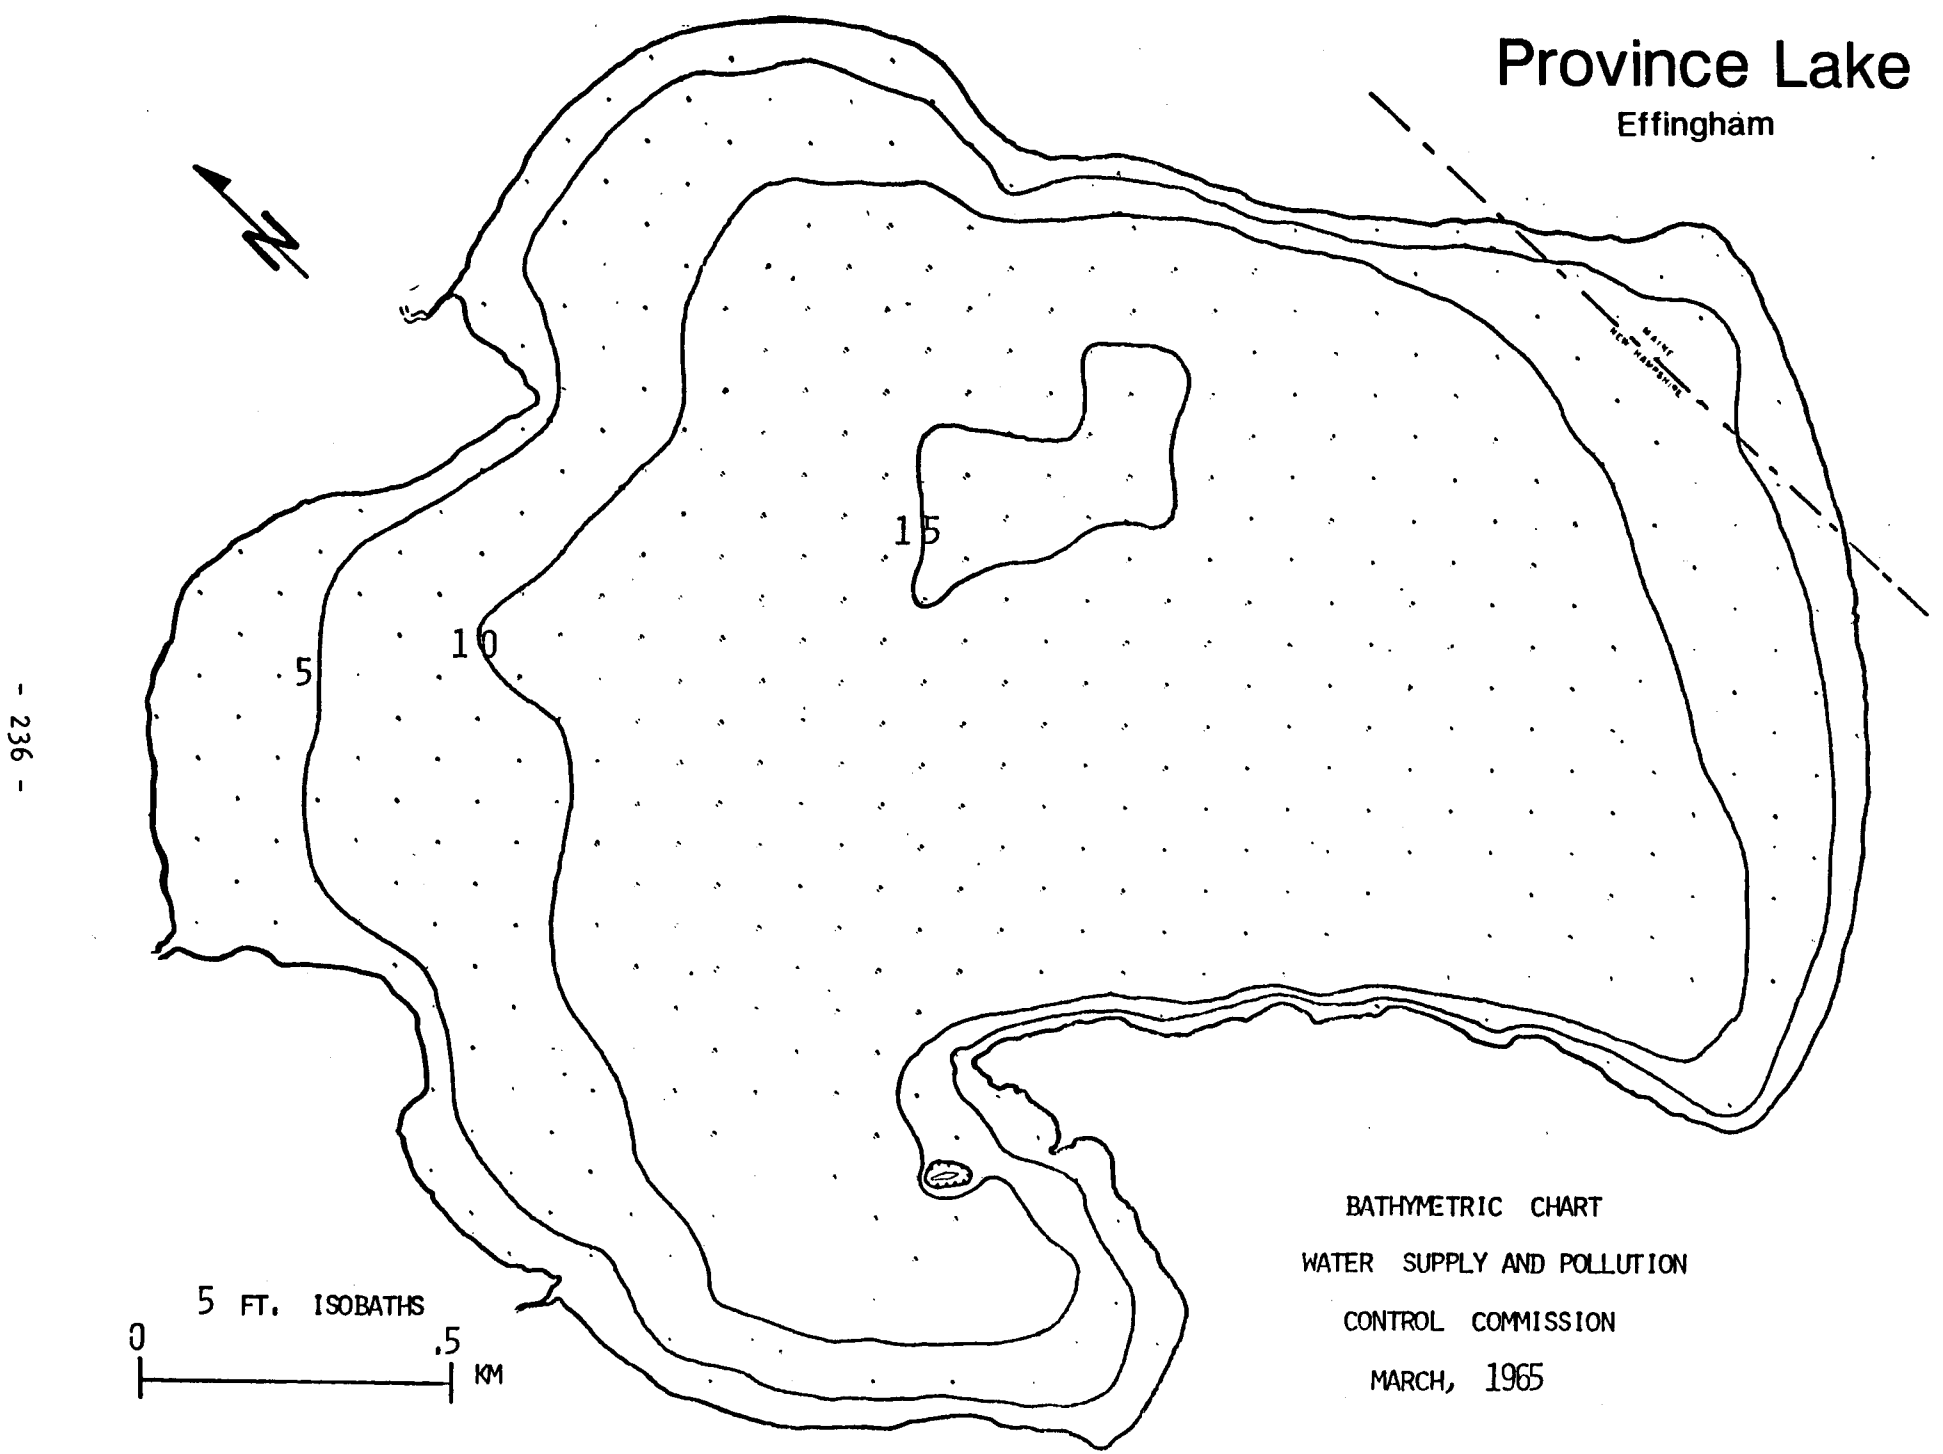 Province Lake
Effingham
MAINE
NEW HAMPSHIRE
15
10
5
- 236 -
N
BATHYMETRIC CHART
WATER SUPPLY AND POLLUTION
CONTROL COMMISSION
MARCH, 1965
5 FT. ISOBATHS
0 .5
KM